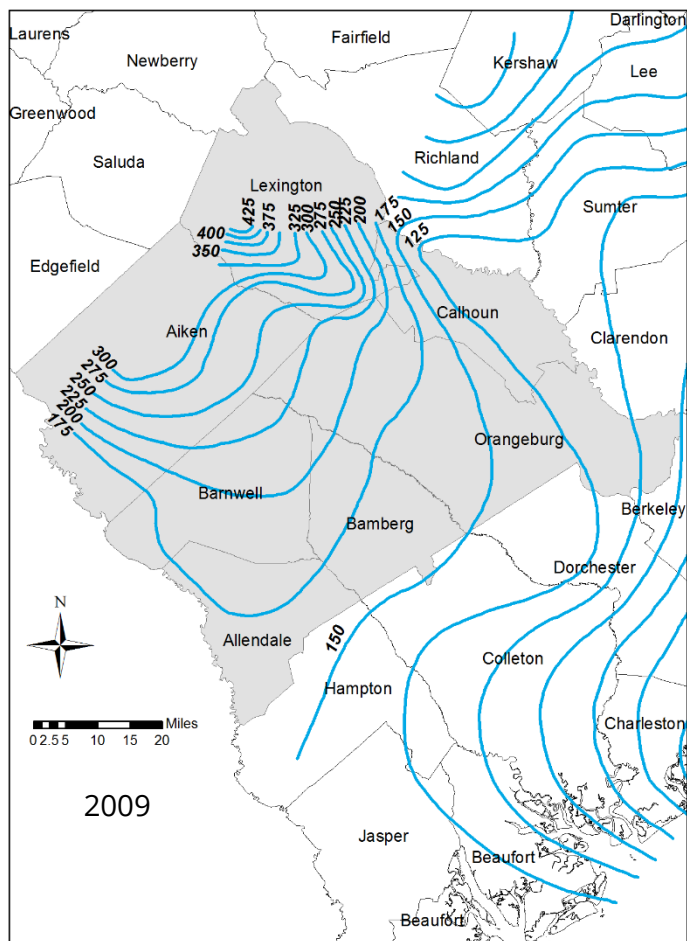 Darlington
Laurens
Fairfield
Newberry
Kershaw
Lee
Greenwood
Saluda
Richland
Lexington
Sumter
425
375
325
300
275
250
225
200
175
150
125
400
350
Edgefield
Calhoun
Aiken
Clarendon
300
275
250
225
200
175
Orangeburg
Barnwell
Berkeley
Bamberg
Dorchester
N
Allendale
150
Colleton
Hampton
Miles
0 2.5 5 10 15 20
Charleston
2009
Jasper
Beaufort
Beaufort